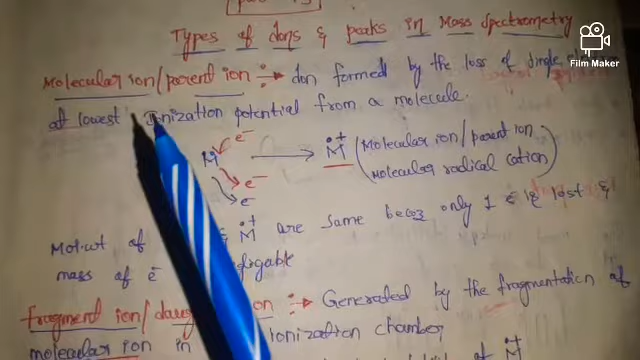 Types of Ions & peaks in Mass Spectrometry
Film Maker
Molecular ion/parent ion :→ Ion formed by the loss of single
at lowest Ionization potential from a molecule.
M e- → M•+ (Molecular ion/parent ion
Molecular radical cation)
e-
e-
Mol.wt of M•+ are same becoz only 1 e is lost &
mass of e-
fragment ion/ ion :→ Generated by the fragmentation of
molecular ion in ionization chamber
of M•+